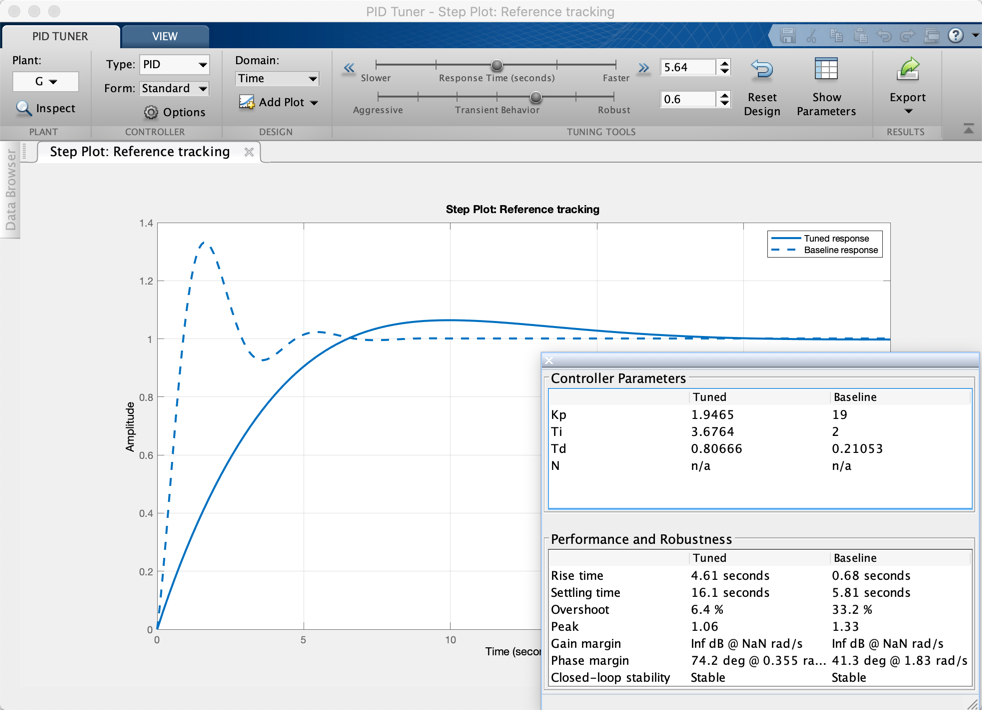 PID Tuner - Step Plot: Reference tracking
PID TUNER VIEW
Plant:
G
Inspect
PLANT
Type: PID
Form: Standard
Options
CONTROLLER
Domain:
Time
Add Plot
DESIGN
Slower Response Time (seconds) Faster 5.64
Aggressive Transient Behavior Robust 0.6
TUNING TOOLS
Reset
Design
Show
Parameters
Export
RESULTS
Data Browser
Step Plot: Reference tracking
Step Plot: Reference tracking
Tuned response
Baseline response
Amplitude
1.4
1.2
1
0.8
0.6
0.4
0.2
0
0 5 10
Time (secon
Controller Parameters
Tuned Baseline
Kp 1.9465 19
Ti 3.6764 2
Td 0.80666 0.21053
N n/a n/a
Performance and Robustness
Tuned Baseline
Rise time 4.61 seconds 0.68 seconds
Settling time 16.1 seconds 5.81 seconds
Overshoot 6.4 % 33.2 %
Peak 1.06 1.33
Gain margin Inf dB @ NaN rad/s Inf dB @ NaN rad/s
Phase margin 74.2 deg @ 0.355 ra... 41.3 deg @ 1.83 rad/s
Closed-loop stability Stable Stable